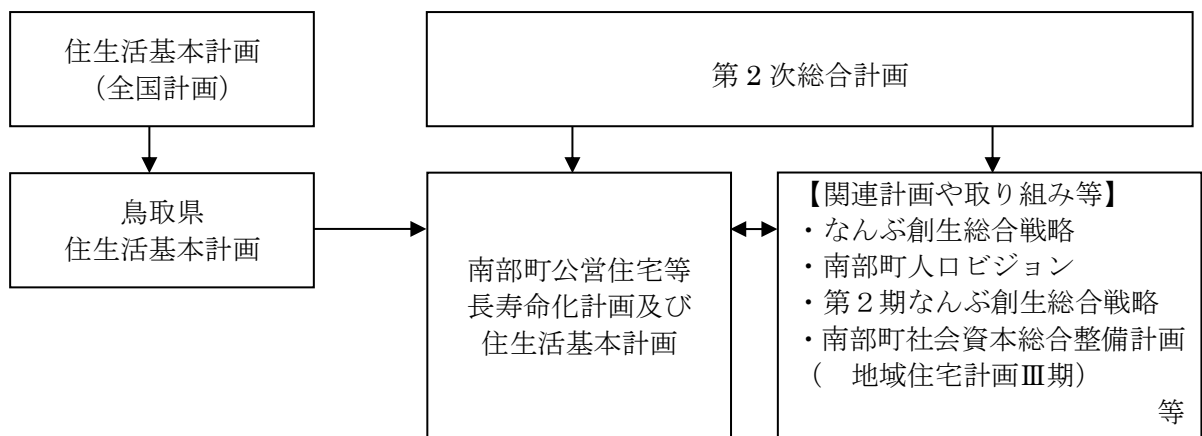 住生活基本計画
（全国計画）
第２次総合計画
鳥取県
住生活基本計画
南部町公営住宅等
長寿命化計画及び
住生活基本計画
【関連計画や取り組み等】
・なんぶ創生総合戦略
・南部町人口ビジョン
・第２期なんぶ創生総合戦略
・南部町社会資本総合整備計画
（　地域住宅計画Ⅲ期）
等